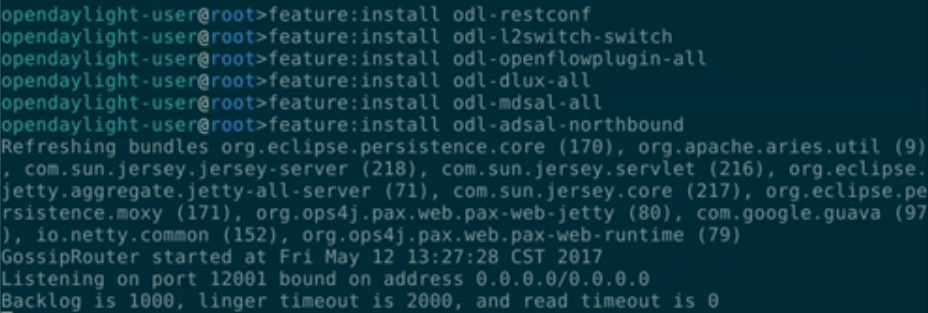 opendaylight-user@root>feature:install odl-restconf
opendaylight-user@root>feature:install odl-l2switch-switch
opendaylight-user@root>feature:install odl-openflowplugin-all
opendaylight-user@root>feature:install odl-dlux-all
opendaylight-user@root>feature:install odl-mdsal-all
opendaylight-user@root>feature:install odl-adsal-northbound
Refreshing bundles org.eclipse.persistence.core (170), org.apache.aries.util (9)
, com.sun.jersey.jersey-server (218), com.sun.jersey.servlet (216), org.eclipse.
jetty.aggregate.jetty-all-server (71), com.sun.jersey.core (217), org.eclipse.pe
rsistence.moxy (171), org.ops4j.pax.web.pax-web-jetty (80), com.google.guava (97
), io.netty.common (152), org.ops4j.pax.web.pax-web-runtime (79)
GossipRouter started at Fri May 12 13:27:28 CST 2017
Listening on port 12001 bound on address 0.0.0.0/0.0.0.0
Backlog is 1000, linger timeout is 2000, and read timeout is 0